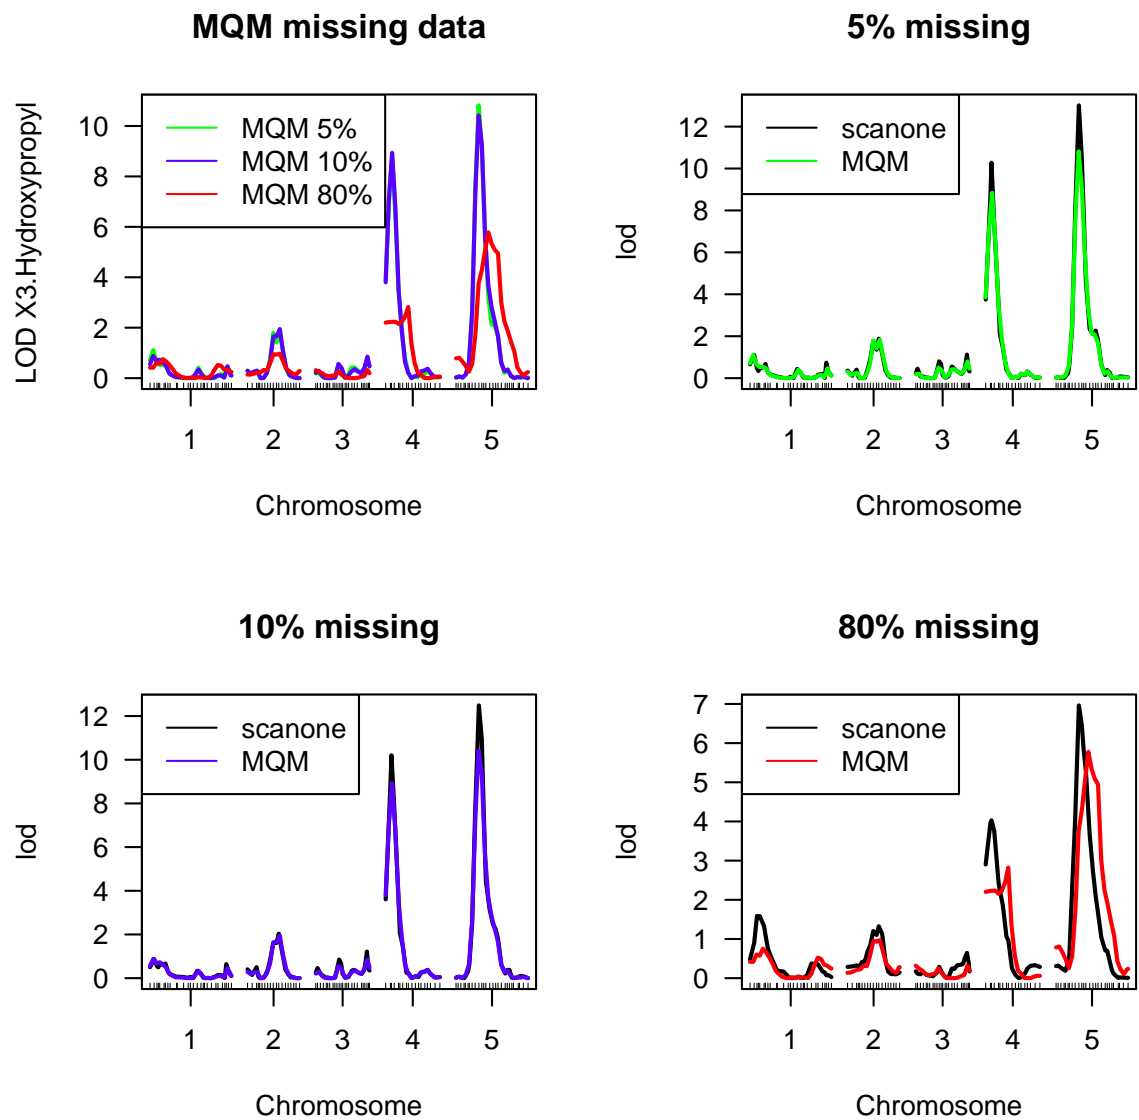 MQM missing data
LOD X3.Hydroxypropyl
10
8
6
4
2
0
MQM 5%
MQM 10%
MQM 80%
1 2 3 4 5
Chromosome
5% missing
lod
12
10
8
6
4
2
0
scanone
MQM
1 2 3 4 5
Chromosome
10% missing
lod
12
10
8
6
4
2
0
scanone
MQM
1 2 3 4 5
Chromosome
80% missing
lod
7
6
5
4
3
2
1
0
scanone
MQM
1 2 3 4 5
Chromosome